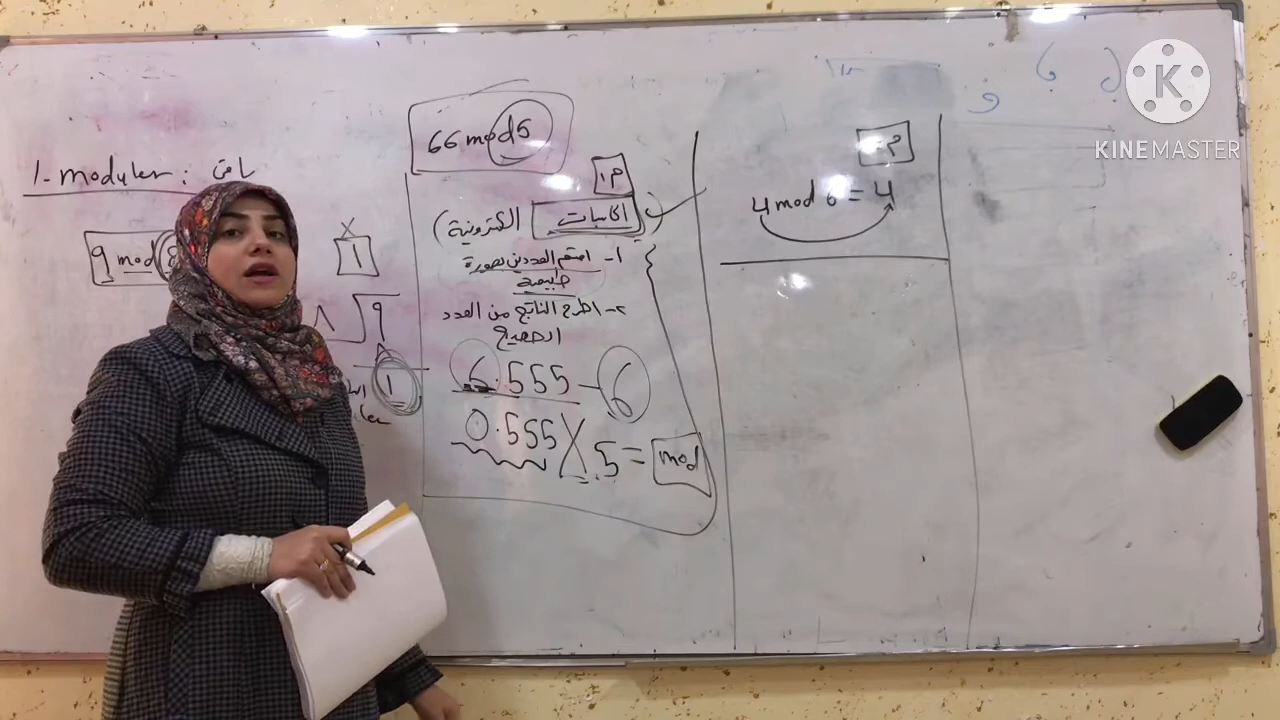 1- moduler : باقي
9 mod 8
1
8 9
1
66 mod 5
م1
الحاسبات الالكترونية )
1- اقسم العددين بصورة
طبيعية
2- اطرح الناتج من العدد
الصحيح
6.555 - 6
0.555 X 5 = mod
4 mod 6 = 4
K
KINEMASTER